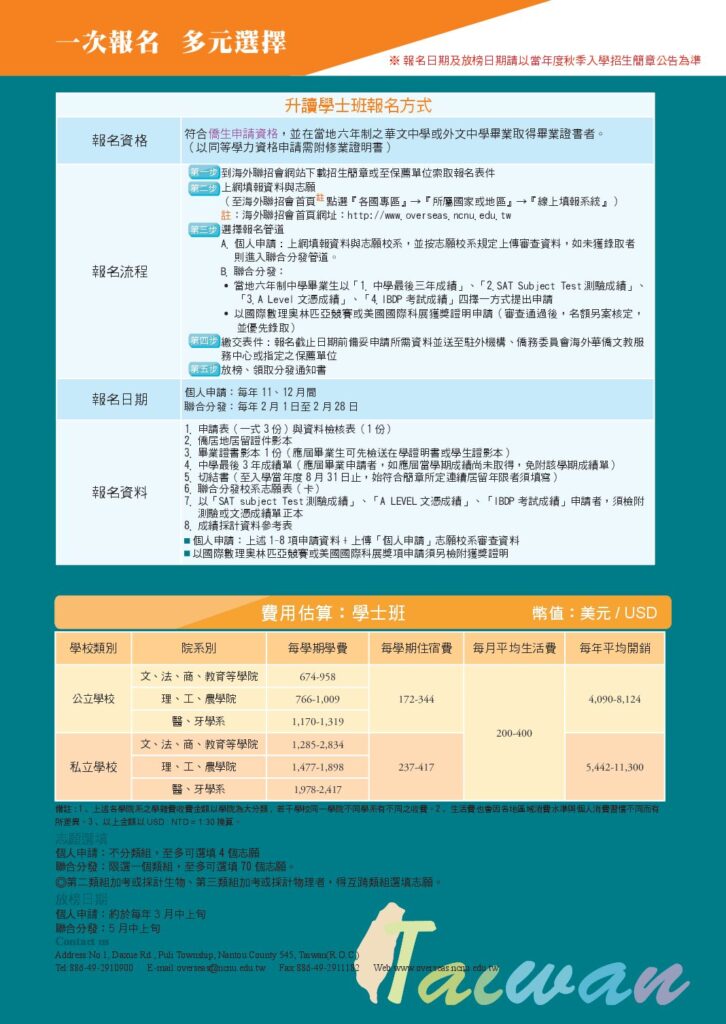 一次報名 多元選擇
※ 報名日期及放榜日期請以當年度秋季入學招生簡章公告為準
升讀學士班報名方式
報名資格
符合僑生申請資格，並在當地六年制之華文中學或外文中學畢業取得畢業證書者。
（以同等學力資格申請需附修業證明書）
報名流程
第一步 到海外聯招會網站下載招生簡章或至保薦單位索取報名表件
第二步 上網填報資料與志願
（至海外聯招會首頁註 點選『各國專區』→『所屬國家或地區』→『線上填報系統』）
註：海外聯招會首頁網址：http://www.overseas.ncnu.edu.tw
第三步 選擇報名管道
A. 個人申請：上網填報資料與志願校系，並按志願校系規定上傳審查資料，如未獲錄取者
則進入聯合分發管道。
B. 聯合分發：
• 當地六年制中學畢業生以「1. 中學最後三年成績」、「2.SAT Subject Test 測驗成績」、
「3.A Level 文憑成績」、「4.IBDP 考試成績」四擇一方式提出申請
• 以國際數理奧林匹亞競賽或美國國際科展獲獎證明申請（審查通過後，名額另案核定，
並優先錄取）
第四步 繳交表件：報名截止日期前備妥申請所需資料並送至駐外機構、僑務委員會海外華僑文教服
務中心或指定之保薦單位
第五步 放榜、領取分發通知書
報名日期
個人申請：每年 11、12 月間
聯合分發：每年 2 月 1 日至 2 月 28 日
報名資料
1. 申請表（一式 3 份）與資料檢核表（1 份）
2. 僑居地居留證件影本
3. 畢業證書影本 1 份（應屆畢業生可先檢送在學證明書或學生證影本）
4. 中學最後 3 年成績單（應屆畢業申請者，如應屆當學期成績尚未取得，免附該學期成績單）
5. 切結書（至入學當年度 8 月 31 日止，始符合簡章所定連續居留年限者須填寫）
6. 聯合分發校系志願表（卡）
7. 以「SAT subject Test 測驗成績」、「A LEVEL 文憑成績」、「IBDP 考試成績」申請者，須檢附
測驗或文憑成績單正本
8. 成績採計資料參考表
■ 個人申請：上述 1-8 項申請資料 + 上傳「個人申請」志願校系審查資料
■ 以國際數理奧林匹亞競賽或美國國際科展獎項申請須另檢附獲獎證明
費用估算：學士班 幣值：美元 / USD
學校類別 院系別 每學期學費 每學期住宿費 每月平均生活費 每年平均開銷
公立學校 文、法、商、教育等學院 674-958 172-344 200-400 4,090-8,124
理、工、農學院 766-1,009
醫、牙學系 1,170-1,319
私立學校 文、法、商、教育等學院 1,285-2,834 237-417 5,442-11,300
理、工、農學院 1,477-1,898
醫、牙學系 1,978-2,417
備註：1、上述各學院系之學雜費收費金額以學院為大分類，若干學校同一學院不同學系有不同之收費。2、生活費也會因各地區域消費水準與個人消費習慣不同而有
所差異。3、以上金額以 USD：NTD = 1:30 換算。
志願選填
個人申請：不分類組，至多可選填 4 個志願
聯合分發：限選一個類組，至多可選填 70 個志願。
◎第二類組加考或採計生物、第三類組加考或採計物理者，得互跨類組選填志願。
放榜日期
個人申請：約於每年 3 月中上旬
聯合分發：5 月中上旬
Contact us
Address:No.1, Daxue Rd., Puli Township, Nantou County 545, Taiwan(R.O.C.)
Tel: 886-49-2910900 E-mail:overseas@ncnu.edu.tw Fax:886-49-2911182 Web:www.overseas.ncnu.edu.tw
Taiwan